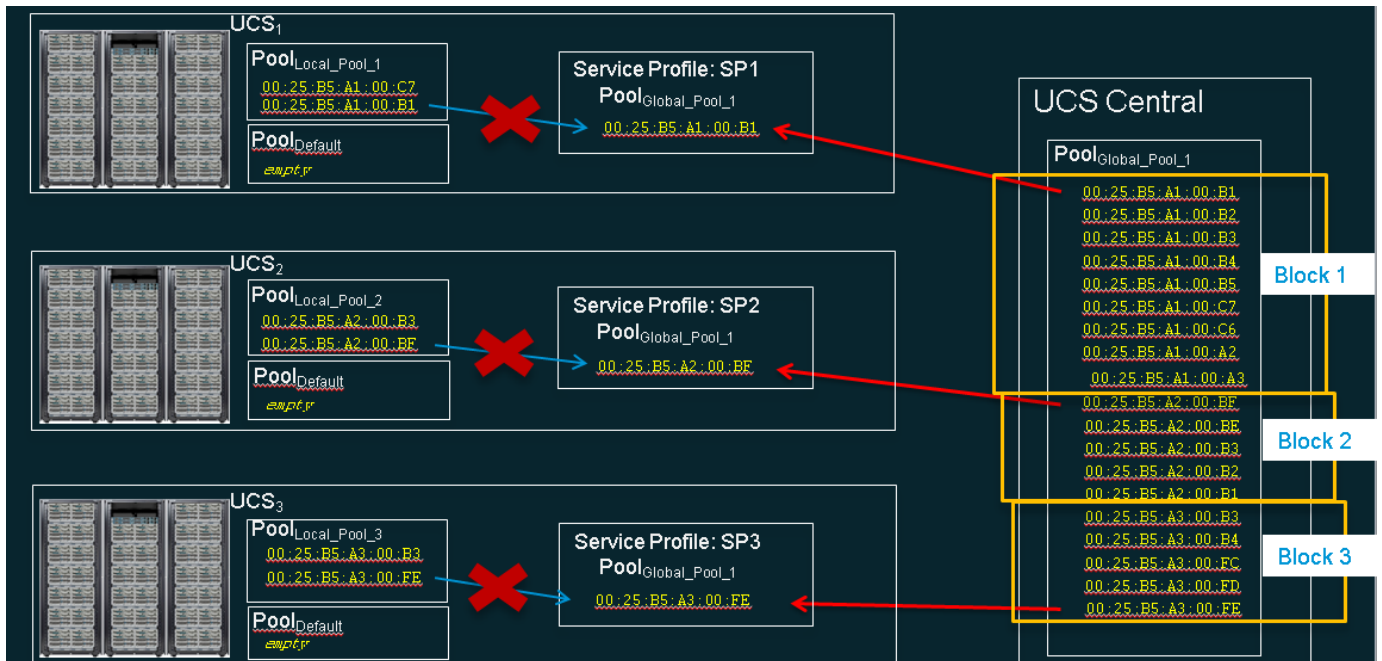 UCS1
PoolLocal_Pool_1
00:25:B5:A1:00:C7
00:25:B5:A1:00:B1
PoolDefault
empty
Service Profile: SP1
PoolGlobal_Pool_1
00:25:B5:A1:00:B1
UCS2
PoolLocal_Pool_2
00:25:B5:A2:00:B3
00:25:B5:A2:00:BF
PoolDefault
empty
Service Profile: SP2
PoolGlobal_Pool_1
00:25:B5:A2:00:BF
UCS3
PoolLocal_Pool_3
00:25:B5:A3:00:B3
00:25:B5:A3:00:FE
PoolDefault
empty
Service Profile: SP3
PoolGlobal_Pool_1
00:25:B5:A3:00:FE
UCS Central
PoolGlobal_Pool_1
00:25:B5:A1:00:B1
00:25:B5:A1:00:B2
00:25:B5:A1:00:B3
00:25:B5:A1:00:B4
00:25:B5:A1:00:B5
00:25:B5:A1:00:C7
00:25:B5:A1:00:C6
00:25:B5:A1:00:A2
00:25:B5:A1:00:A3
Block 1
00:25:B5:A2:00:BF
00:25:B5:A2:00:BE
00:25:B5:A2:00:B3
00:25:B5:A2:00:B2
00:25:B5:A2:00:B1
Block 2
00:25:B5:A3:00:B3
00:25:B5:A3:00:B4
00:25:B5:A3:00:FC
00:25:B5:A3:00:FD
00:25:B5:A3:00:FE
Block 3